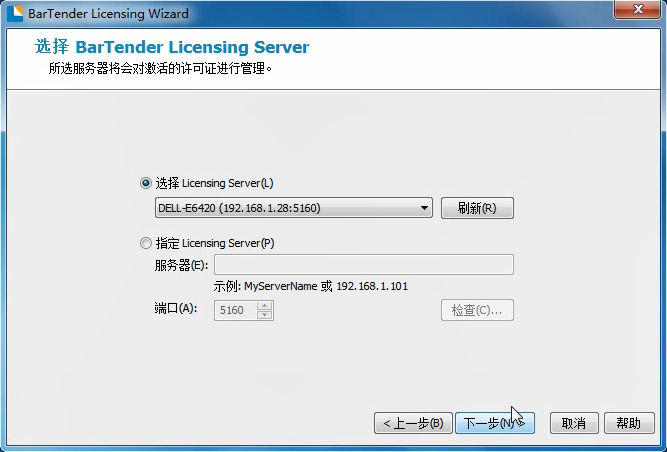 BarTender Licensing Wizard
选择 BarTender Licensing Server
所选服务器将会对激活的许可证进行管理。
选择 Licensing Server(L)
DELL-E6420 (192.168.1.28:5160)
刷新(R)
指定 Licensing Server(P)
服务器(E):
示例: MyServerName 或 192.168.1.101
端口(A):
5160
检查(C)...
< 上一步(B)
下一步(N) >
取消
帮助